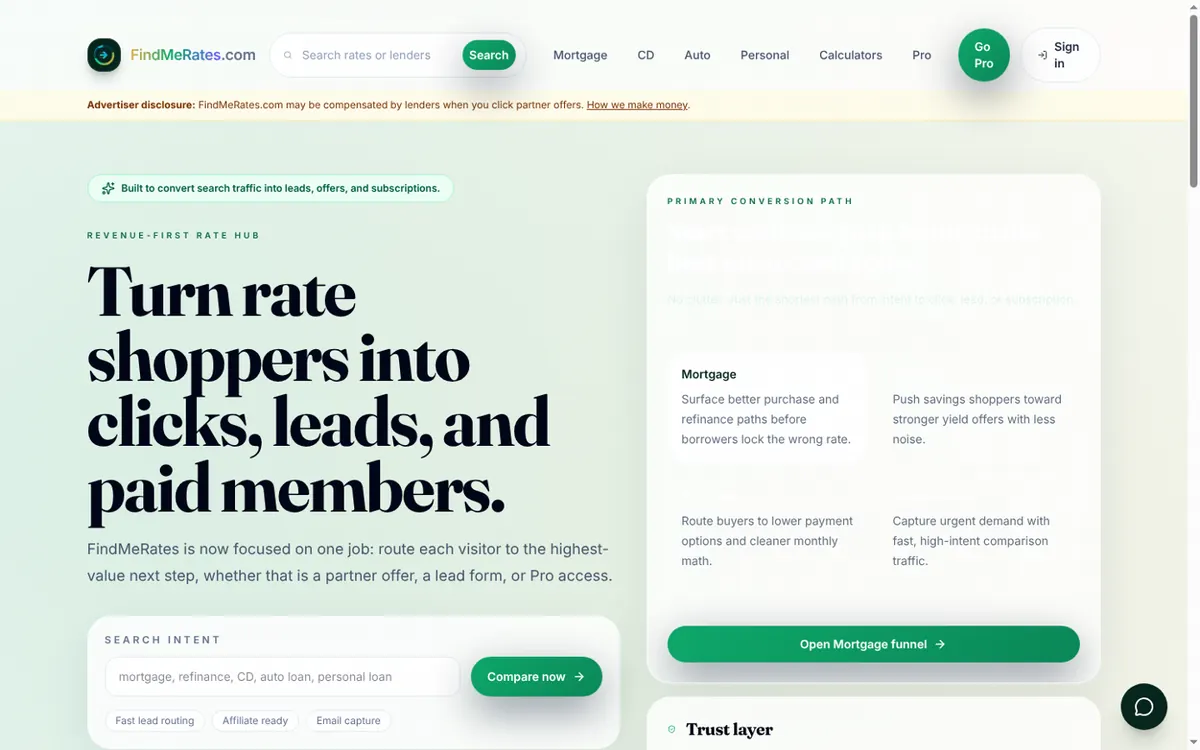 FindMeRates.com
Search rates or lenders
Search
Mortgage
CD
Auto
Personal
Calculators
Pro
Go
Pro
Sign
in
Advertiser disclosure: FindMeRates.com may be compensated by lenders when you click partner offers. How we make money.
Built to convert search traffic into leads, offers, and subscriptions.
REVENUE-FIRST RATE HUB
Turn rate
shoppers into
clicks, leads, and
paid members.
FindMeRates is now focused on one job: route each visitor to the highest-
value next step, whether that is a partner offer, a lead form, or Pro access.
SEARCH INTENT
mortgage, refinance, CD, auto loan, personal loan
Compare now
Fast lead routing
Affiliate ready
Email capture
PRIMARY CONVERSION PATH
Mortgage
Surface better purchase and
refinance paths before
borrowers lock the wrong rate.
Push savings shoppers toward
stronger yield offers with less
noise.
Route buyers to lower payment
options and cleaner monthly
math.
Capture urgent demand with
fast, high-intent comparison
traffic.
Open Mortgage funnel
Trust layer